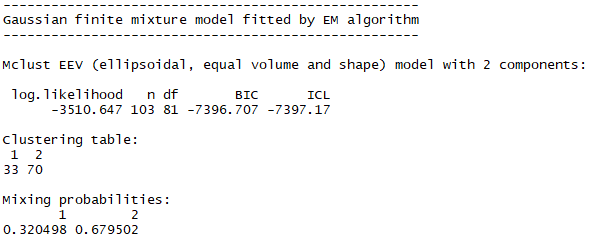 ----------------------------------------------------
Gaussian finite mixture model fitted by EM algorithm
----------------------------------------------------
Mclust EEV (ellipsoidal, equal volume and shape) model with 2 components:
log.likelihood n df BIC ICL
-3510.647 103 81 -7396.707 -7397.17
Clustering table:
1 2
33 70
Mixing probabilities:
1 2
0.320498 0.679502